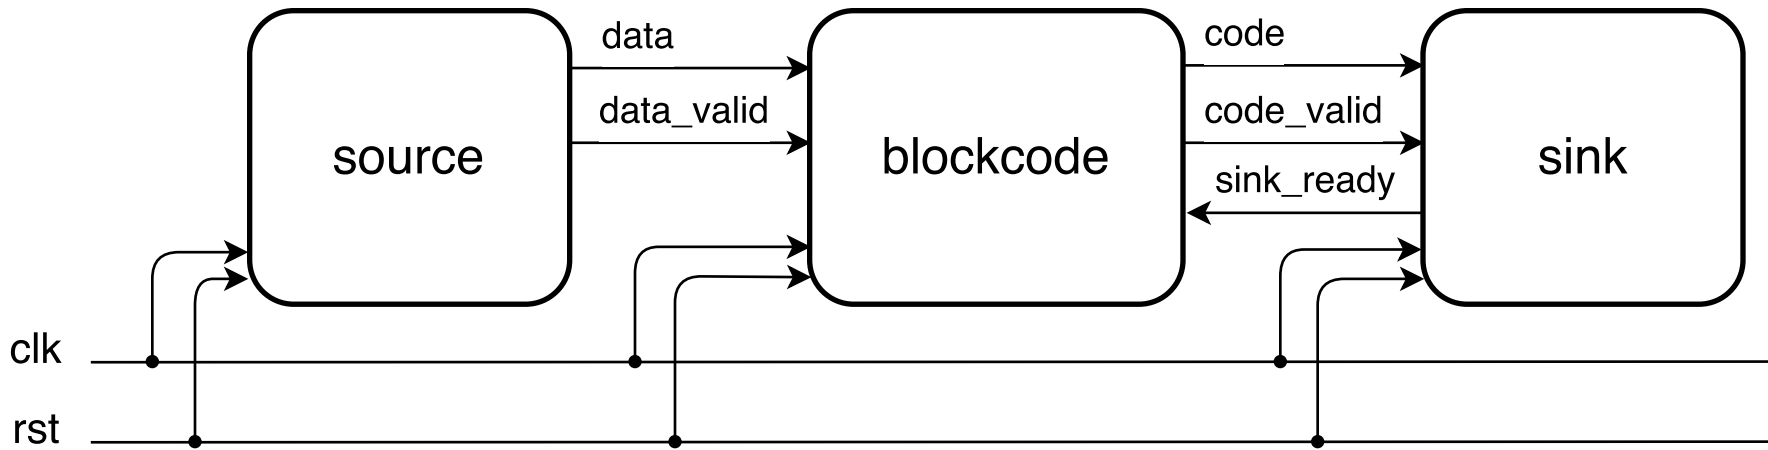 data
code
data_valid
code_valid
source
blockcode
sink
sink_ready
clk
rst